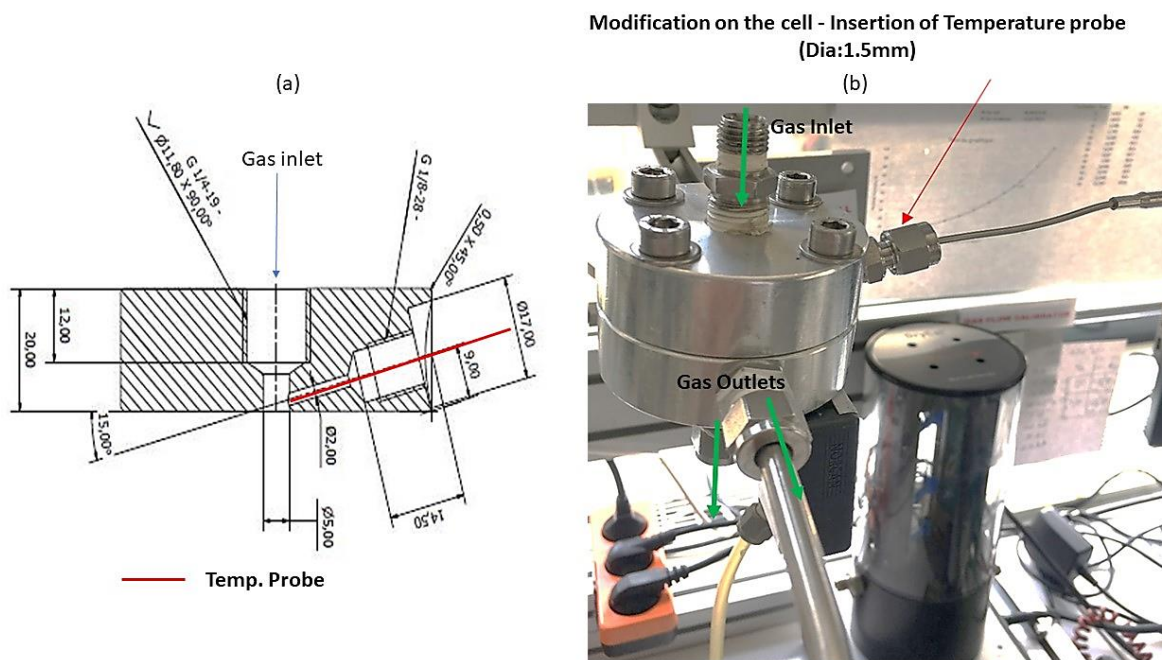 Modification on the cell - Insertion of Temperature probe
(Dia:1.5mm)
(a)
(b)
Gas inlet
G 1/4-19 -
Ø11,80 X 90,00°
G 1/8-28 -
0,50 X 45,00°
Ø17,00
12,00
20,00
9,00
15,00°
Ø2,00
14,50
Ø5,00
Temp. Probe
Gas Inlet
Gas Outlets